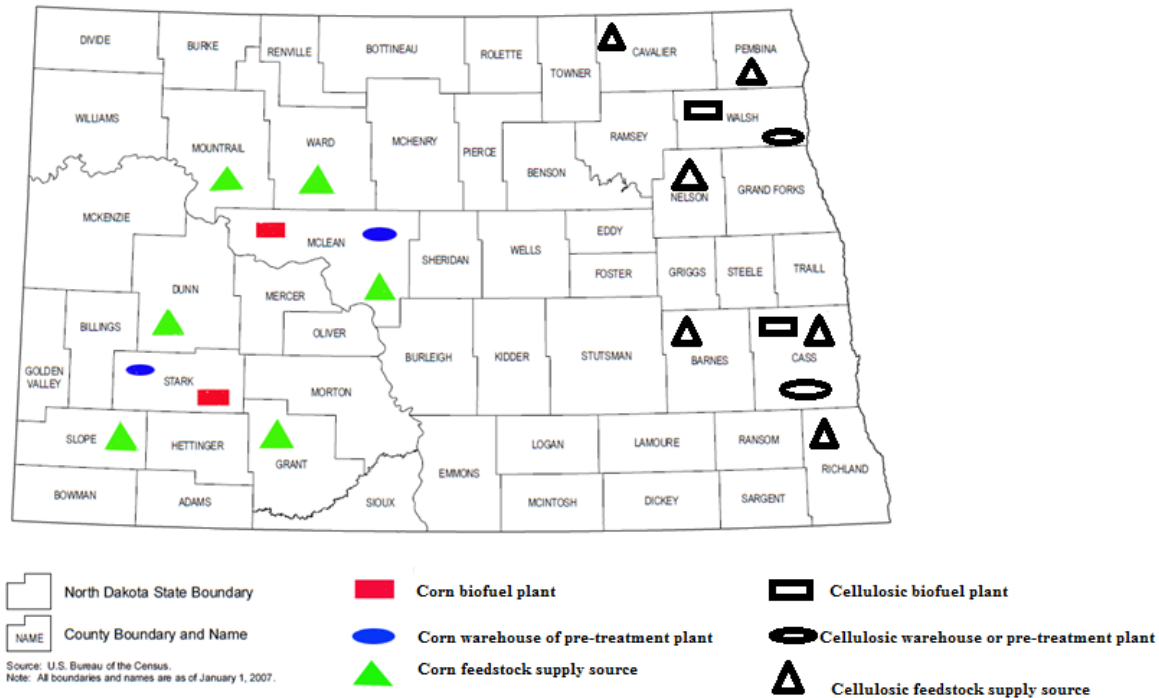 DIVIDE
BURKE
RENVILLE
BOTTINEAU
ROLETTE
TOWNER
CAVALIER
PEMBINA
WILLIAMS
MOUNTRAIL
WARD
MCHENRY
PIERCE
BENSON
RAMSEY
WALSH
NELSON
GRAND FORKS
MCKENZIE
MCLEAN
SHERIDAN
WELLS
EDDY
FOSTER
GRIGGS
STEELE
TRAILL
DUNN
MERCER
OLIVER
BILLINGS
GOLDEN
VALLEY
STARK
MORTON
BURLEIGH
KIDDER
STUTSMAN
BARNES
CASS
SLOPE
HETTINGER
GRANT
EMMONS
LOGAN
LAMOURE
RANSOM
RICHLAND
BOWMAN
ADAMS
SIOUX
MCINTOSH
DICKEY
SARGENT
North Dakota State Boundary
NAME
County Boundary and Name
Source: U.S. Bureau of the Census.
Note: All boundaries and names are as of January 1, 2007.
Corn biofuel plant
Corn warehouse of pre-treatment plant
Corn feedstock supply source
Cellulosic biofuel plant
Cellulosic warehouse or pre-treatment plant
Cellulosic feedstock supply source